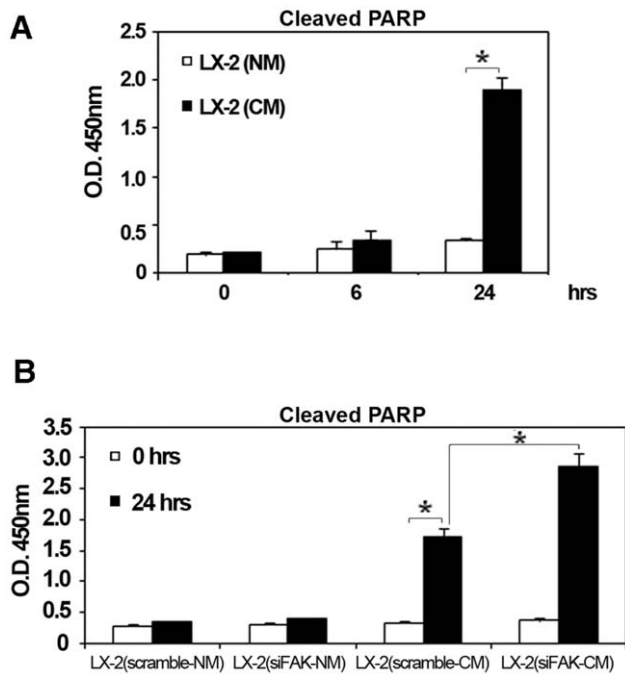 A
Cleaved PARP
O.D. 450nm
2.5
2.0
1.5
1.0
0.5
0
LX-2 (NM)
LX-2 (CM)
*
0 6 24 hrs
B
Cleaved PARP
O.D. 450nm
3.5
3.0
2.5
2.0
1.5
1.0
0.5
0
0 hrs
24 hrs
*
*
LX-2(scramble-NM) LX-2(siFAK-NM) LX-2(scramble-CM) LX-2(siFAK-CM)